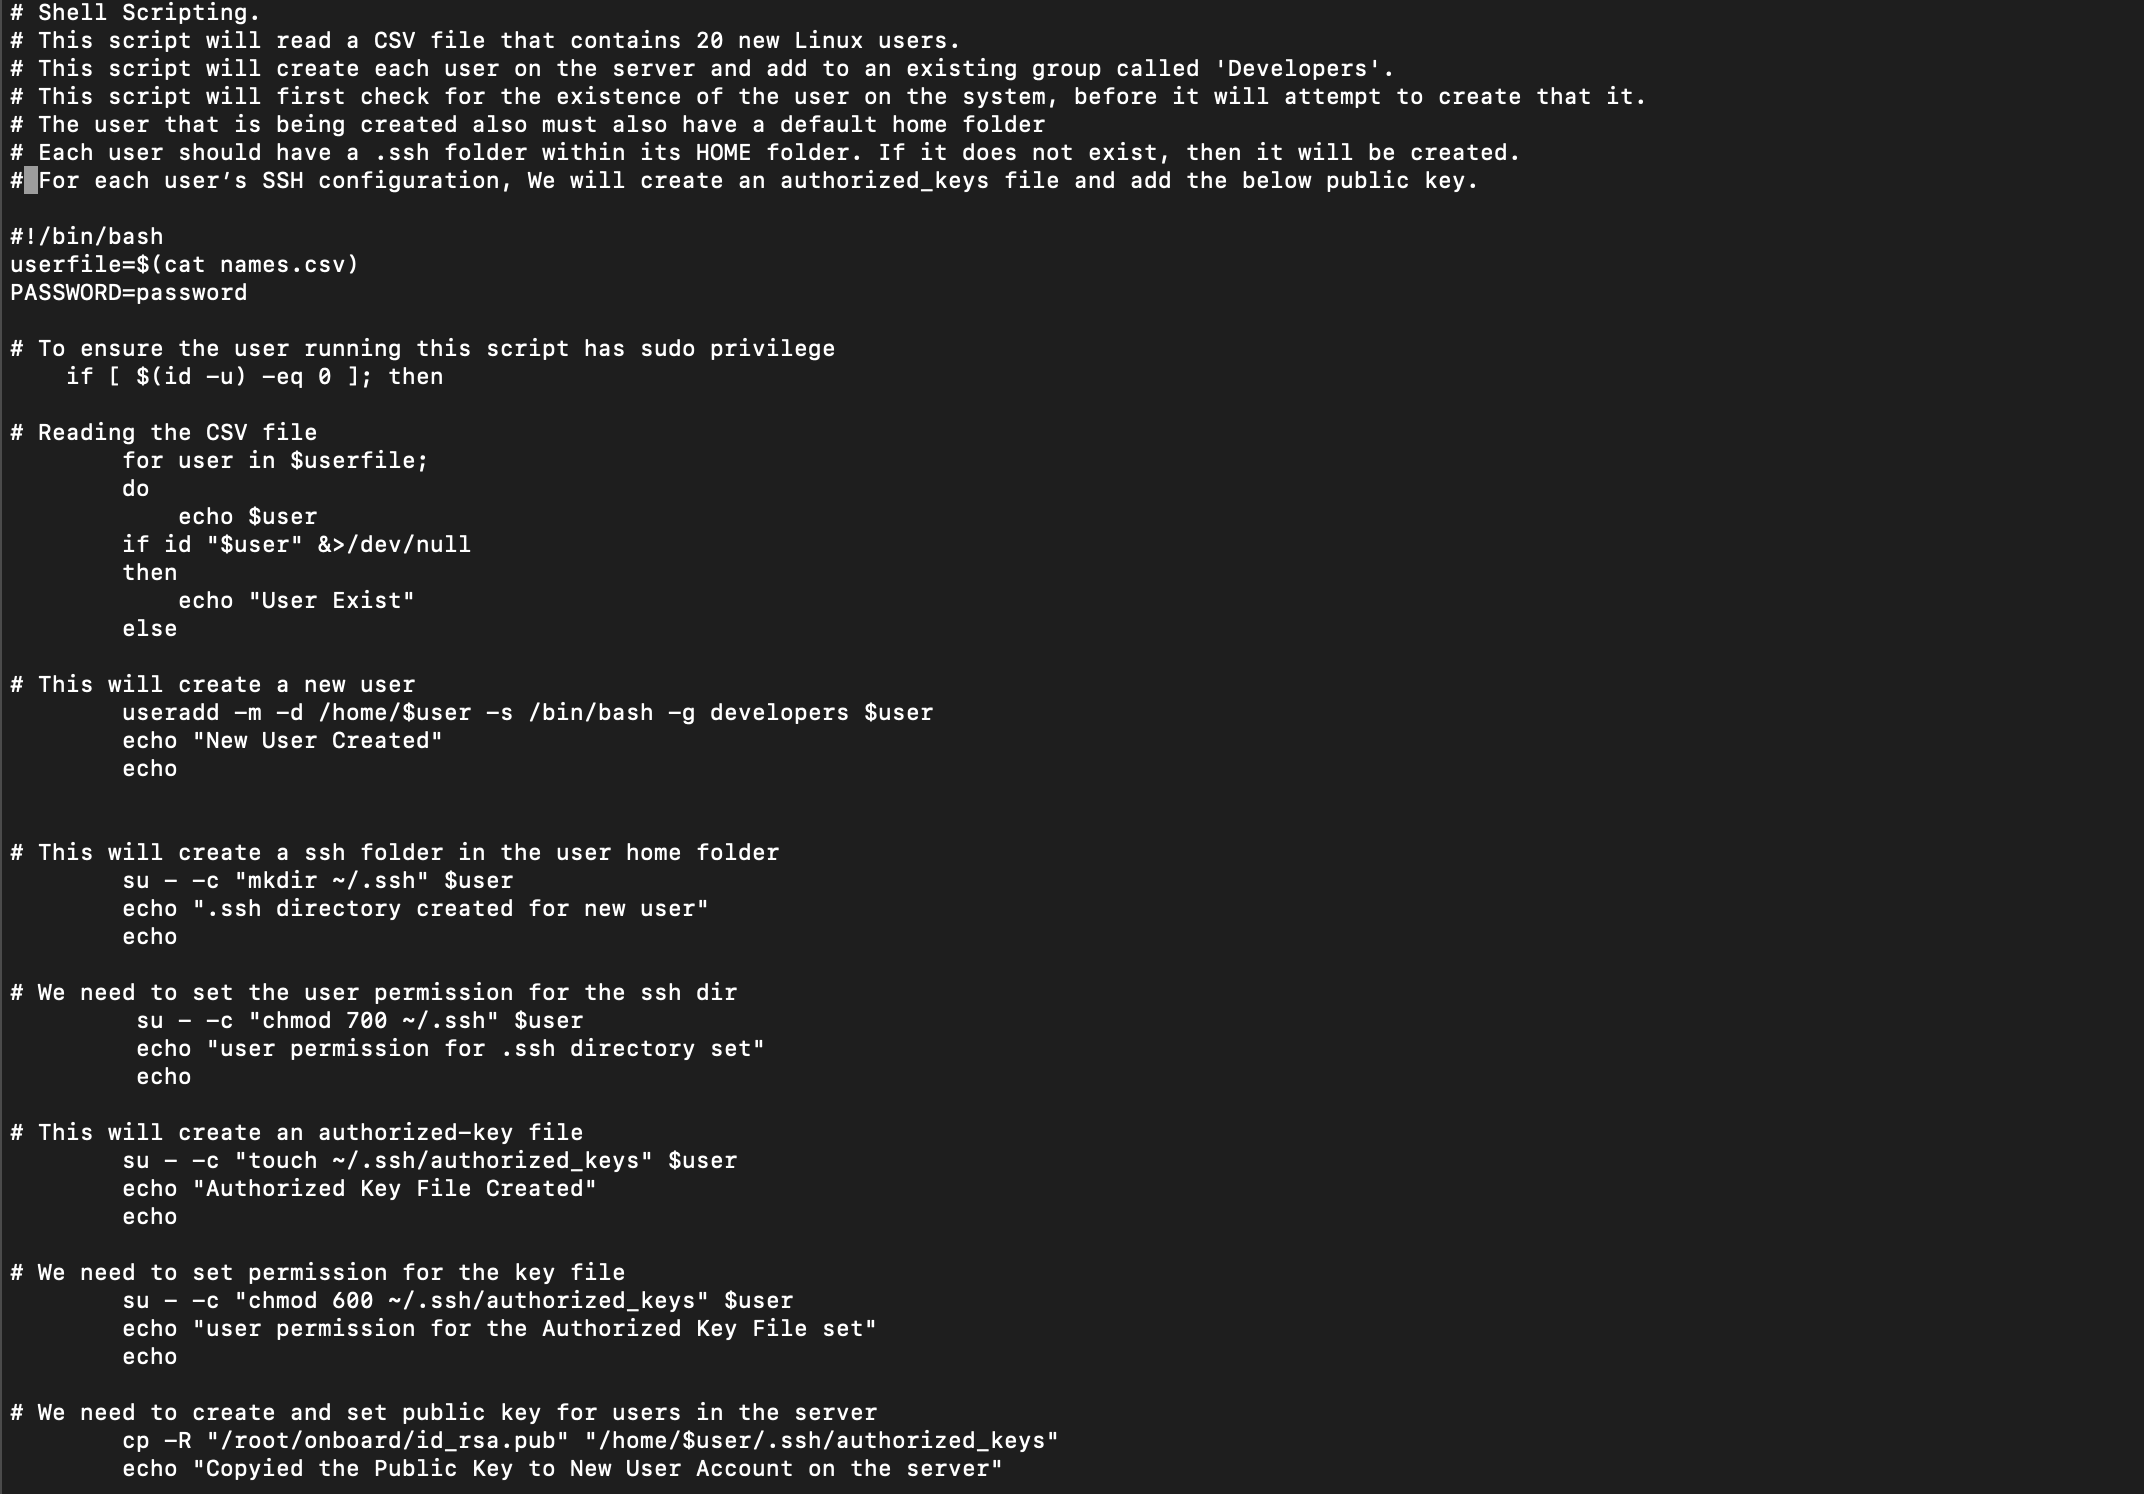 # Shell Scripting.
# This script will read a CSV file that contains 20 new Linux users.
# This script will create each user on the server and add to an existing group called 'Developers'.
# This script will first check for the existence of the user on the system, before it will attempt to create that it.
# The user that is being created also must also have a default home folder
# Each user should have a .ssh folder within its HOME folder. If it does not exist, then it will be created.
# For each user’s SSH configuration, We will create an authorized_keys file and add the below public key.
#!/bin/bash
userfile=$(cat names.csv)
PASSWORD=password
# To ensure the user running this script has sudo privilege
if [ $(id -u) -eq 0 ]; then
# Reading the CSV file
for user in $userfile;
do
echo $user
if id "$user" &>/dev/null
then
echo "User Exist"
else
# This will create a new user
useradd -m -d /home/$user -s /bin/bash -g developers $user
echo "New User Created"
echo
# This will create a ssh folder in the user home folder
su - -c "mkdir ~/.ssh" $user
echo ".ssh directory created for new user"
echo
# We need to set the user permission for the ssh dir
su - -c "chmod 700 ~/.ssh" $user
echo "user permission for .ssh directory set"
echo
# This will create an authorized-key file
su - -c "touch ~/.ssh/authorized_keys" $user
echo "Authorized Key File Created"
echo
# We need to set permission for the key file
su - -c "chmod 600 ~/.ssh/authorized_keys" $user
echo "user permission for the Authorized Key File set"
echo
# We need to create and set public key for users in the server
cp -R "/root/onboard/id_rsa.pub" "/home/$user/.ssh/authorized_keys"
echo "Copyied the Public Key to New User Account on the server"